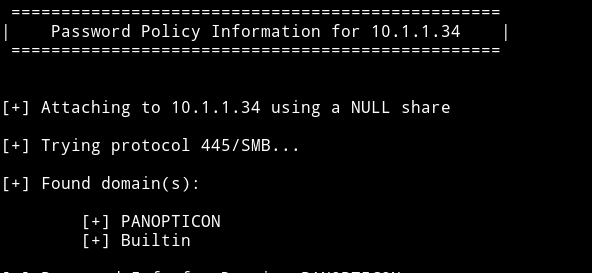 =================================================
|    Password Policy Information for 10.1.1.34    |
=================================================
[+] Attaching to 10.1.1.34 using a NULL share
[+] Trying protocol 445/SMB...
[+] Found domain(s):
[+] PANOPTICON
[+] Builtin